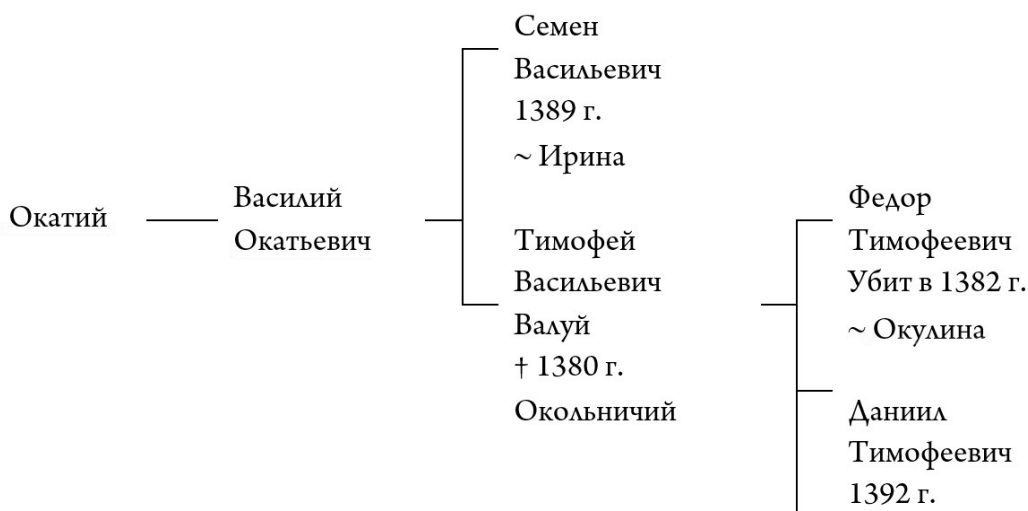 Окатий
Василий
Окатьевич
Семен
Васильевич
1389 г.
~ Ирина
Тимофей
Васильевич
Валуй
† 1380 г.
Окольничий
Федор
Тимофеевич
Убит в 1382 г.
~ Окулина
Даниил
Тимофеевич
1392 г.